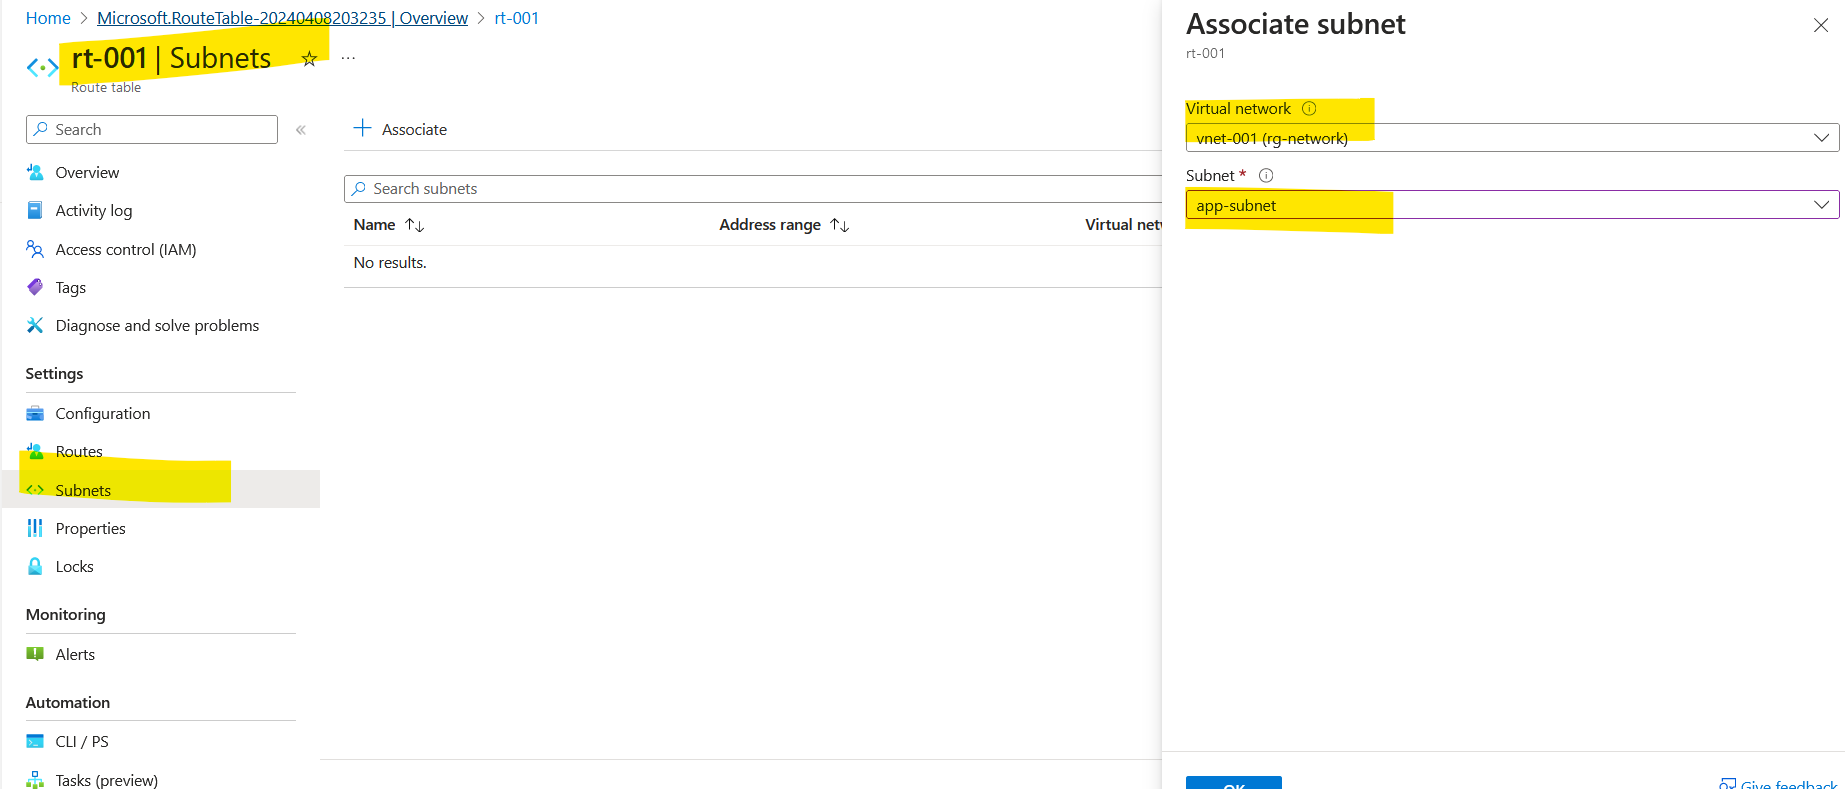 Home > Microsoft.RouteTable-20240408203235 | Overview > rt-001
rt-001 | Subnets ☆ ...
Route table
Search «
Overview
Activity log
Access control (IAM)
Tags
Diagnose and solve problems
Settings
Configuration
Routes
Subnets
Properties
Locks
Monitoring
Alerts
Automation
CLI / PS
Tasks (preview)
+ Associate
Search subnets
Name ↑↓ Address range ↑↓ Virtual netw
No results.
Associate subnet
rt-001
Virtual network
vnet-001 (rg-network)
Subnet *
app-subnet
OK
Give feedback